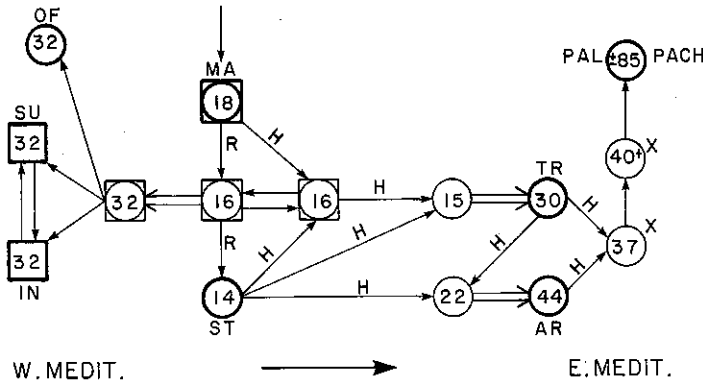 OF
32
MA
18
PAL ±85 PACH
SU
32
R
H
40+ X
32
16
16
H
15
TR
30
H
X
37
32
IN
R
H
H
H
H
14
ST
H
22
44
AR
W. MEDIT.
E. MEDIT.